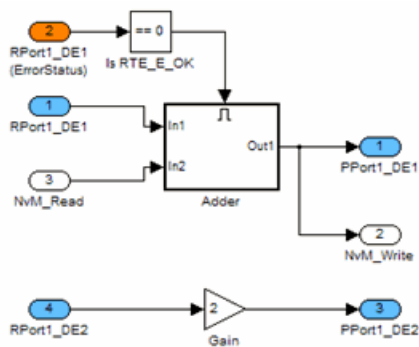 2
== 0
RPort1_DE1
(ErrorStatus)
Is RTE_E_OK
1
RPort1_DE1
In1
Out1
1
PPort1_DE1
3
In2
NvM_Read
Adder
2
NvM_Write
4
2
3
RPort1_DE2
Gain
PPort1_DE2